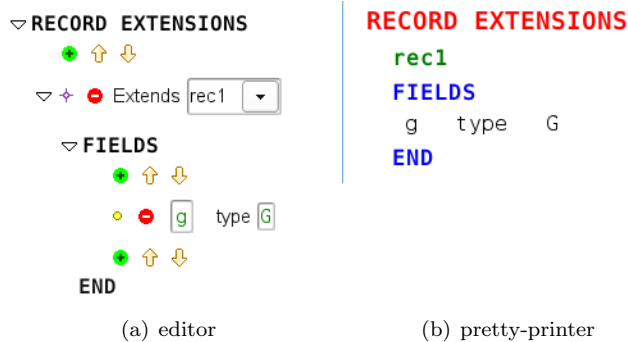 RECORD EXTENSIONS
Extends rec1
FIELDS
g type G
END
(a) editor
RECORD EXTENSIONS
rec1
FIELDS
g type G
END
(b) pretty-printer